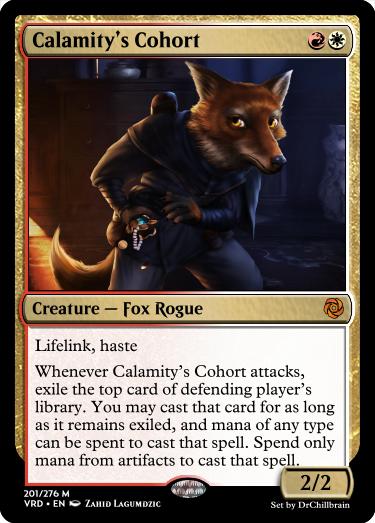 Calamity's Cohort
Creature — Fox Rogue
Lifelink, haste
Whenever Calamity's Cohort attacks,
exile the top card of defending player's
library. You may cast that card for as long
as it remains exiled, and mana of any type
can be spent to cast that spell. Spend only
mana from artifacts to cast that spell.
2/2
201/276 M
VRD • EN Zahid Lagumdzic
Set by DrChillbrain